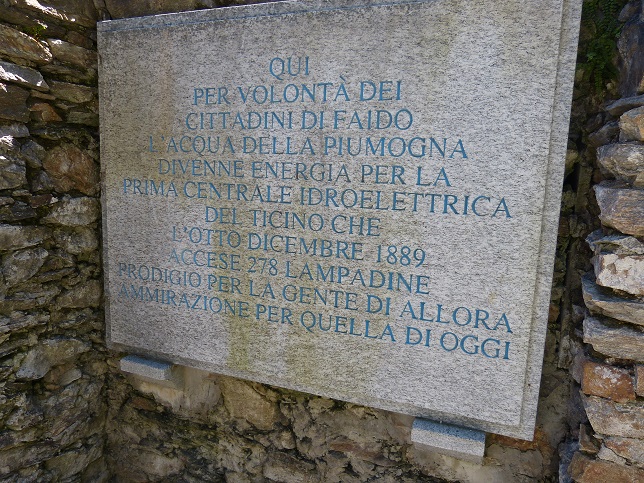 QUI
PER VOLONTÀ DEI
CITTADINI DI FAIDO
L'ACQUA DELLA PIUMOGNA
DIVENNE ENERGIA PER LA
PRIMA CENTRALE IDROELETTRICA
DEL TICINO CHE
L'OTTO DICEMBRE 1889
ACCESE 278 LAMPADINE
PRODIGIO PER LA GENTE DI ALLORA
AMMIRAZIONE PER QUELLA DI OGGI